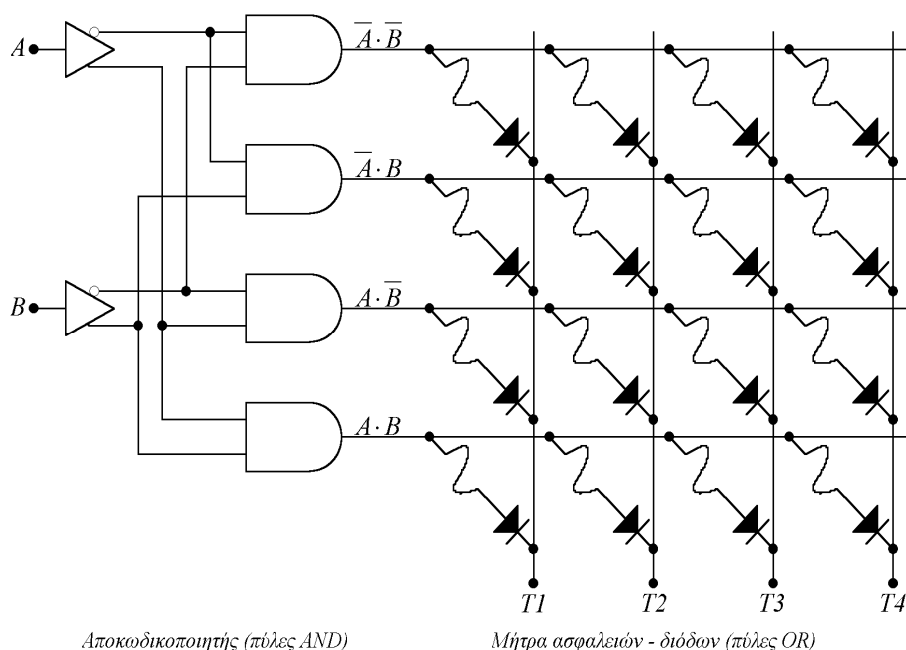 A
B
A̅ · B̅
A̅ · B
A · B̅
A · B
T1 T2 T3 T4
Αποκωδικοποιητής (πύλες AND) Μήτρα ασφαλειών - διόδων (πύλες OR)